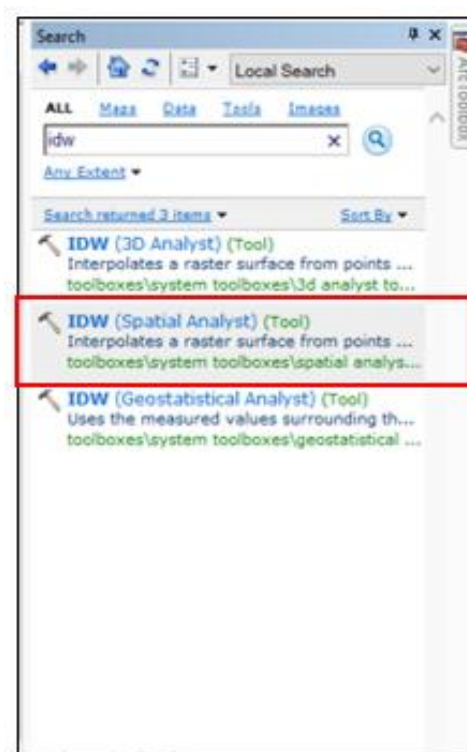 Search
Local Search
ALL Maps Data Tools Images
idw
Any Extent
Search returned 3 items Sort By
IDW (3D Analyst) (Tool)
Interpolates a raster surface from points ...
toolboxes\system toolboxes\3d analyst to...
IDW (Spatial Analyst) (Tool)
Interpolates a raster surface from points ...
toolboxes\system toolboxes\spatial analys...
IDW (Geostatistical Analyst) (Tool)
Uses the measured values surrounding th...
toolboxes\system toolboxes\geostatistical ...
ArcToolbox